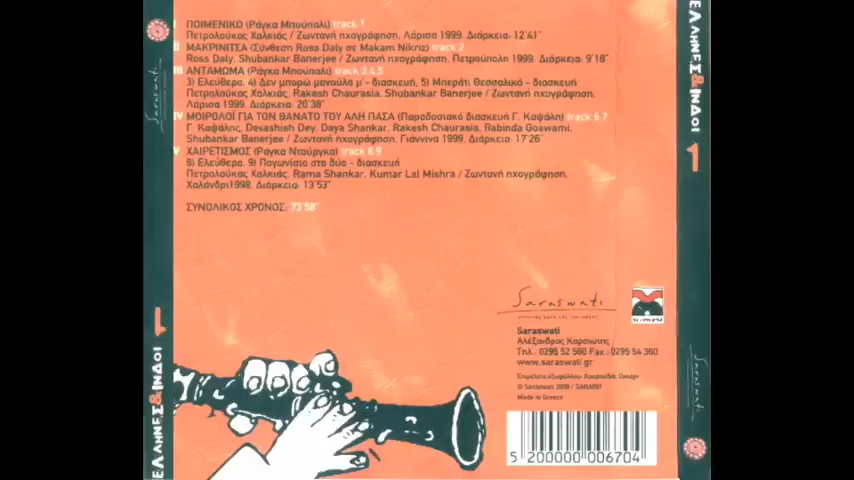 I ΠΟΙΜΕΝΙΚΟ (Ράγκα Μπούπαλι) track 1
Πετρολούκας Χαλκιάς / Ζωντανή ηχογράφηση, Λάρισα 1999. Διάρκεια: 12'41"
II ΜΑΚΡΙΝΙΤΣΑ (Σύνθεση Ross Daly σε Makam Nikriz) track 2
Ross Daly, Shubankar Banerjee / Ζωντανή ηχογράφηση, Πετρούπολη 1999. Διάρκεια: 9'18"
III ΑΝΤΑΜΩΜΑ (Ράγκα Μπούπαλι) track 3,4,5
3) Ελεύθερο, 4) Δεν μπορώ μανούλα μ' - διασκευή, 5) Μπεράτι Θεσσαλικό - διασκευή
Πετρολούκας Χαλκιάς, Rakesh Chaurasia, Shubankar Banerjee / Ζωντανή ηχογράφηση,
Λάρισα 1999. Διάρκεια: 20'38"
IV ΜΟΙΡΟΛΟΪ ΓΙΑ ΤΟΝ ΘΑΝΑΤΟ ΤΟΥ ΑΛΗ ΠΑΣΑ (Παραδοσιακό διασκευή Γ. Καψάλη) track 6,7
Γ. Καψάλης, Devashish Dey, Daya Shankar, Rakesh Chaurasia, Rabinda Goswami,
Shubankar Banerjee / Ζωντανή ηχογράφηση, Γιάννινα 1999. Διάρκεια: 17'26"
V ΧΑΙΡΕΤΙΣΜΟΣ (Ράγκα Ντούργκα) track 8,9
8) Ελεύθερο, 9) Πογωνίσιο στα δύο - διασκευή
Πετρολούκας Χαλκιάς, Rama Shankar, Kumar Lal Mishra / Ζωντανή ηχογράφηση,
Χαλάνδρι1998. Διάρκεια: 13'53"
ΣΥΝΟΛΙΚΟΣ ΧΡΟΝΟΣ: 73'58"
Saraswati
Saraswati
Αλέξανδρος Καρσιώτης
Τηλ.: 0295 52 560 Fax.: 0295 54 360
www.saraswati.gr
Made in Greece
5 200000 006704
ΕΛΛΗΝΕΣ & ΙΝΔΟΙ 1
Saraswati
ΕΛΛΗΝΕΣ & ΙΝΔΟΙ 1
Saraswati